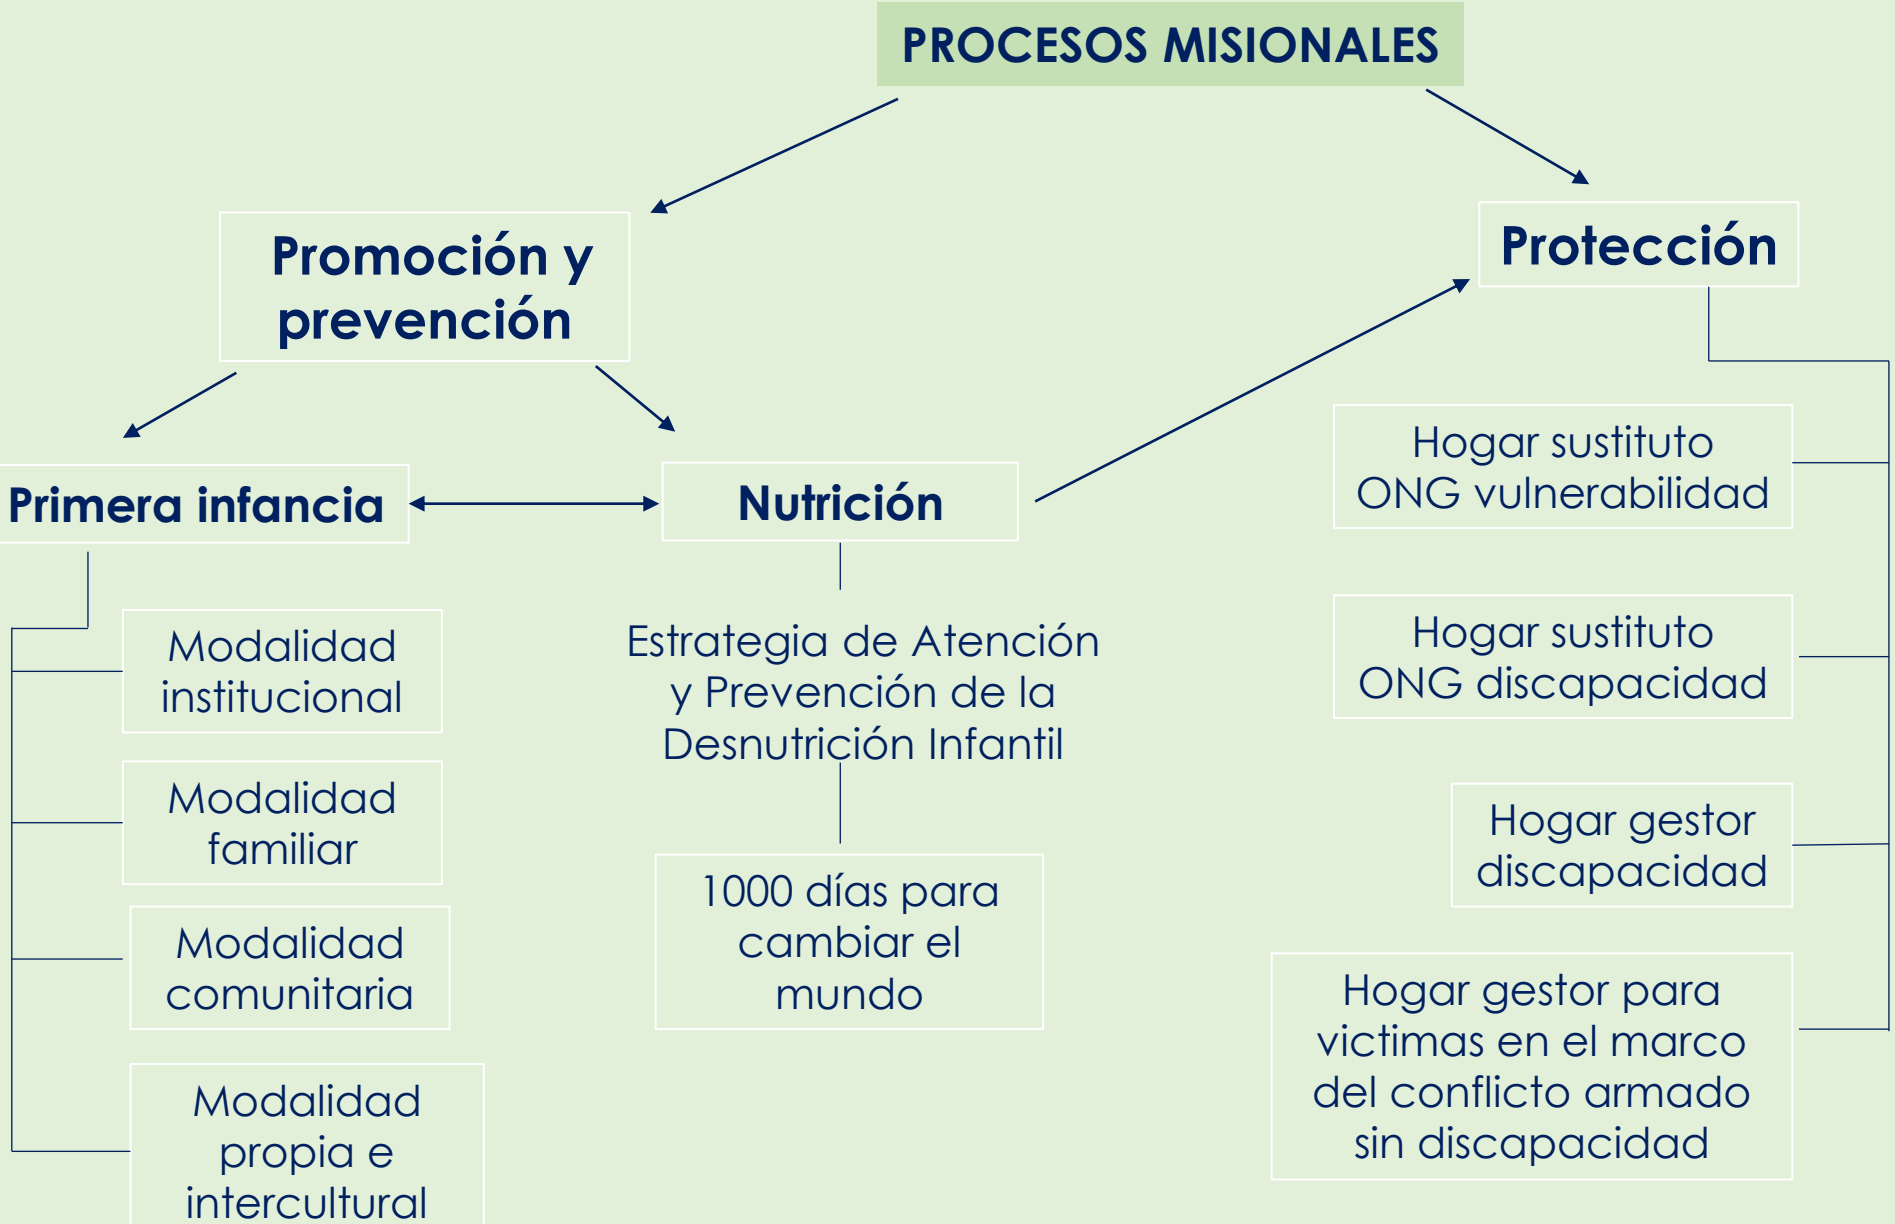 PROCESOS MISIONALES
Promoción y
prevención
Protección
Primera infancia
Nutrición
Modalidad
institucional
Modalidad
familiar
Modalidad
comunitaria
Modalidad
propia e
intercultural
Estrategia de Atención
y Prevención de la
Desnutrición Infantil
1000 días para
cambiar el
mundo
Hogar sustituto
ONG vulnerabilidad
Hogar sustituto
ONG discapacidad
Hogar gestor
discapacidad
Hogar gestor para
victimas en el marco
del conflicto armado
sin discapacidad